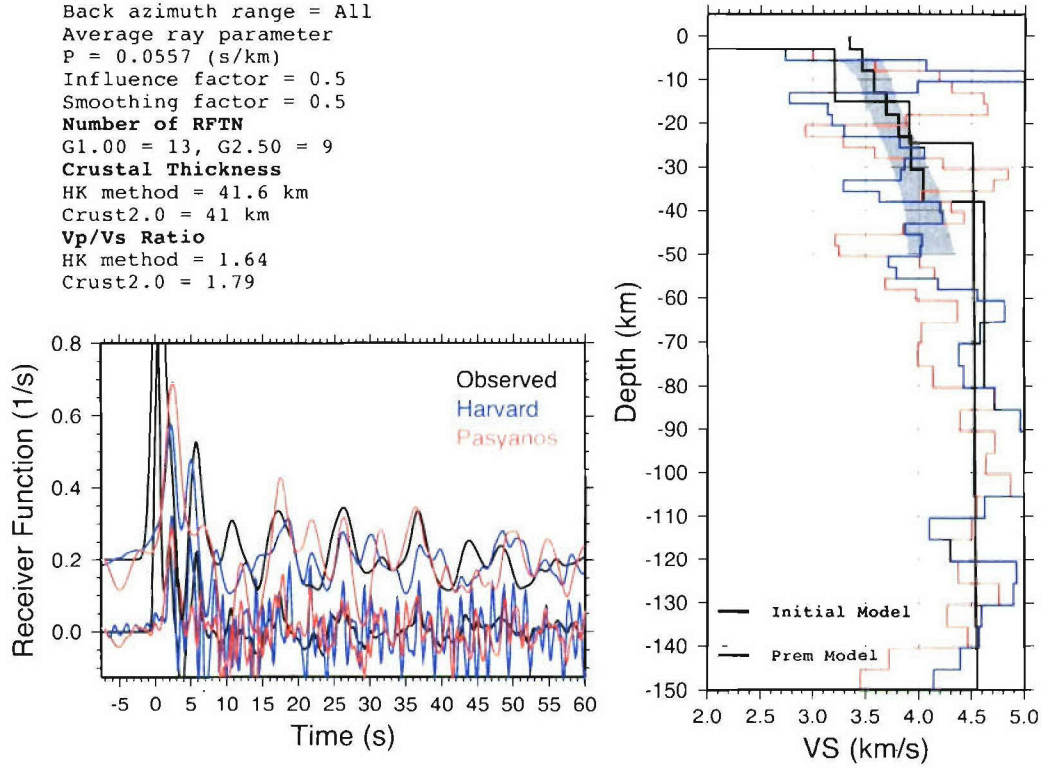 Back azimuth range = All
Average ray parameter
P = 0.0557 (s/km)
Influence factor = 0.5
Smoothing factor = 0.5
Number of RFTN
G1.00 = 13, G2.50 = 9
Crustal Thickness
HK method = 41.6 km
Crust2.0 = 41 km
Vp/Vs Ratio
HK method = 1.64
Crust2.0 = 1.79
0.8
0.6
0.4
0.2
0.0
Receiver Function (1/s)
Observed
Harvard
Pasyanos
-5 0 5 10 15 20 25 30 35 40 45 50 55 60
Time (s)
0
-10
-20
-30
-40
-50
-60
-70
-80
-90
-100
-110
-120
-130
-140
-150
Depth (km)
Initial Model
Prem Model
2.0 2.5 3.0 3.5 4.0 4.5 5.0
VS (km/s)